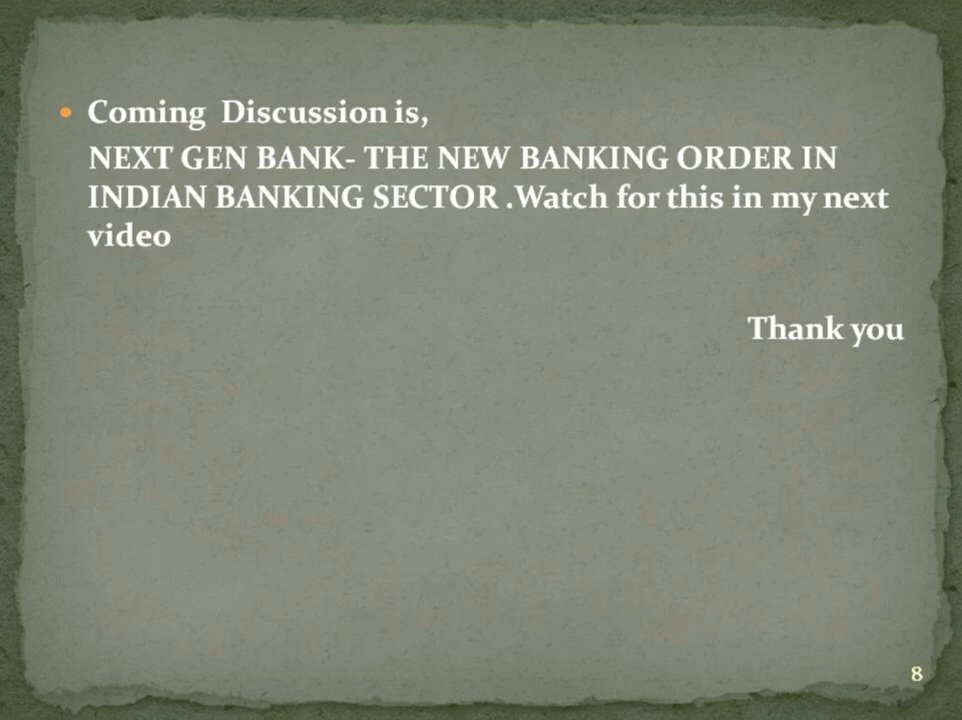 • Coming Discussion is,
NEXT GEN BANK- THE NEW BANKING ORDER IN
INDIAN BANKING SECTOR .Watch for this in my next
video
Thank you
8